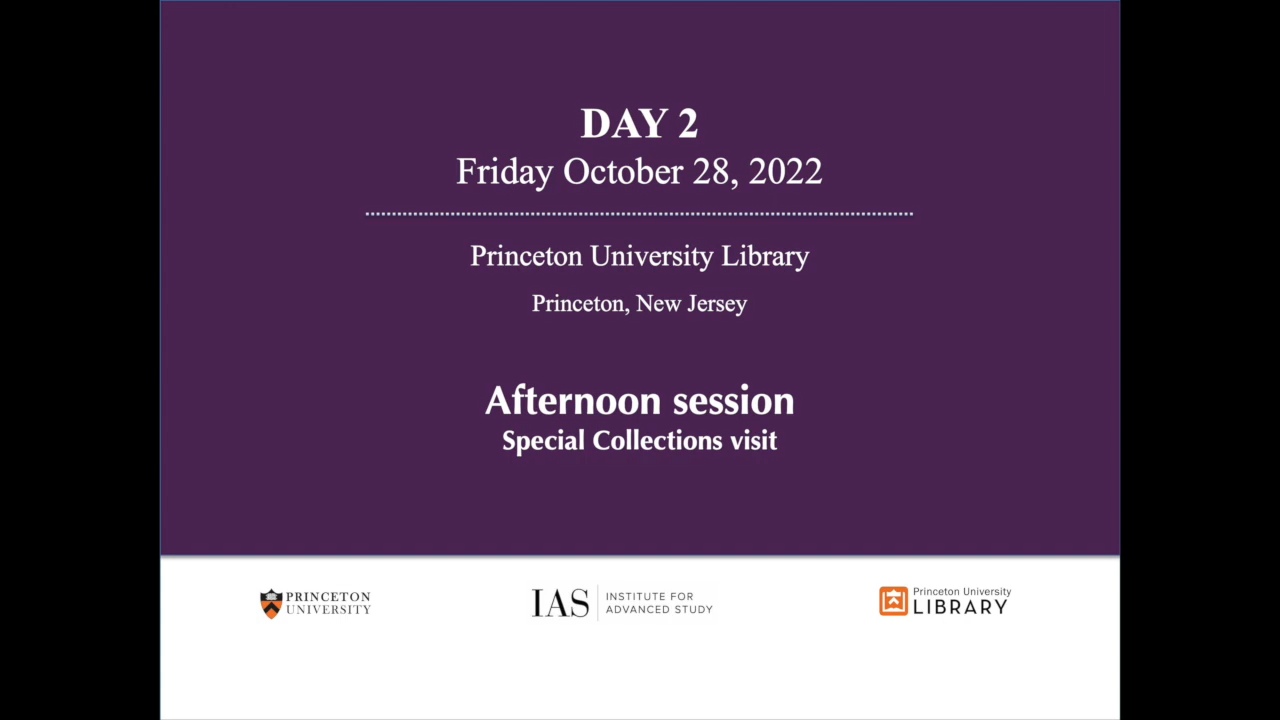 DAY 2
Friday October 28, 2022
Princeton University Library
Princeton, New Jersey
Afternoon session
Special Collections visit
PRINCETON
UNIVERSITY
IAS
INSTITUTE FOR
ADVANCED STUDY
Princeton University
LIBRARY